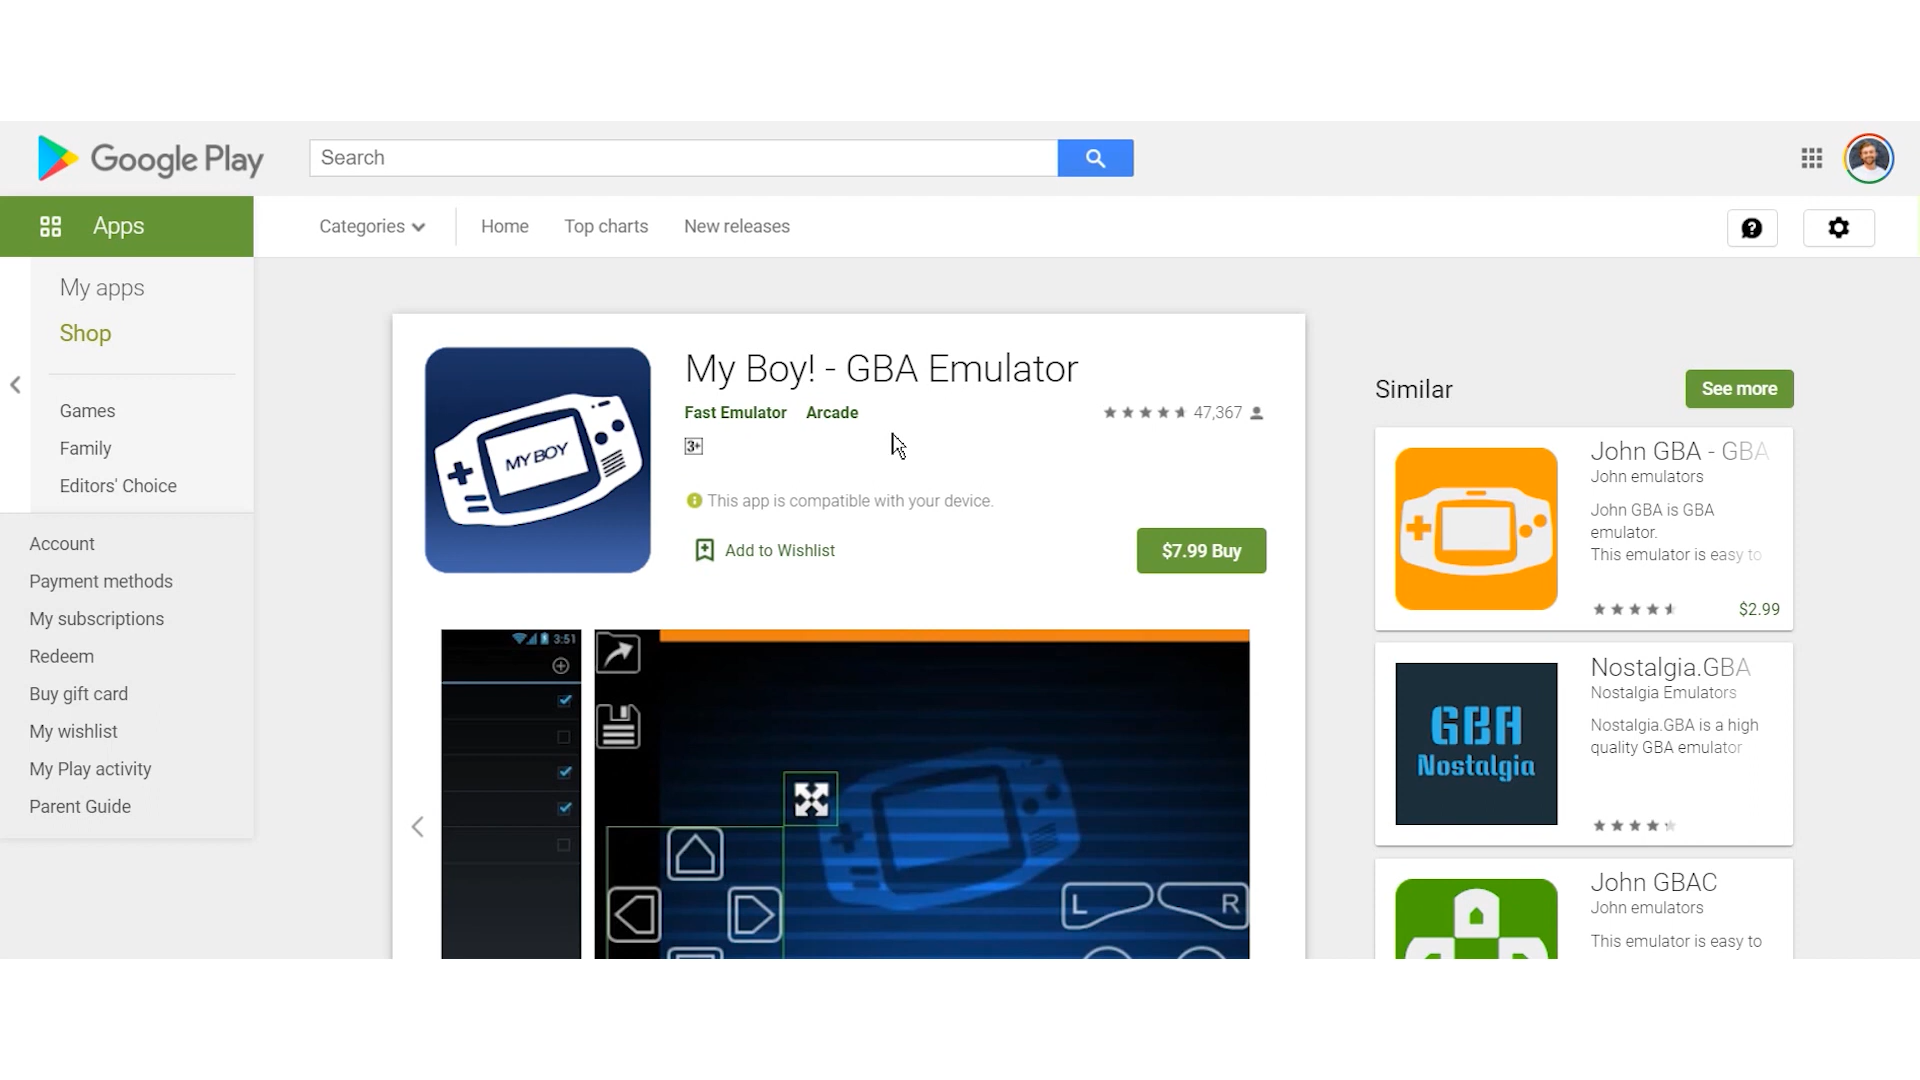 Google Play
Search
Apps
Categories
Home
Top charts
New releases
My apps
Shop
Games
Family
Editors' Choice
Account
Payment methods
My subscriptions
Redeem
Buy gift card
My wishlist
My Play activity
Parent Guide
MY BOY
My Boy! - GBA Emulator
Fast Emulator Arcade
47,367
3+
This app is compatible with your device.
Add to Wishlist
$7.99 Buy
3:51
L
R
Similar
See more
John GBA - GBA
John emulators
John GBA is GBA
emulator.
This emulator is easy to
$2.99
GBA
Nostalgia
Nostalgia.GBA
Nostalgia Emulators
Nostalgia.GBA is a high
quality GBA emulator
John GBAC
John emulators
This emulator is easy to